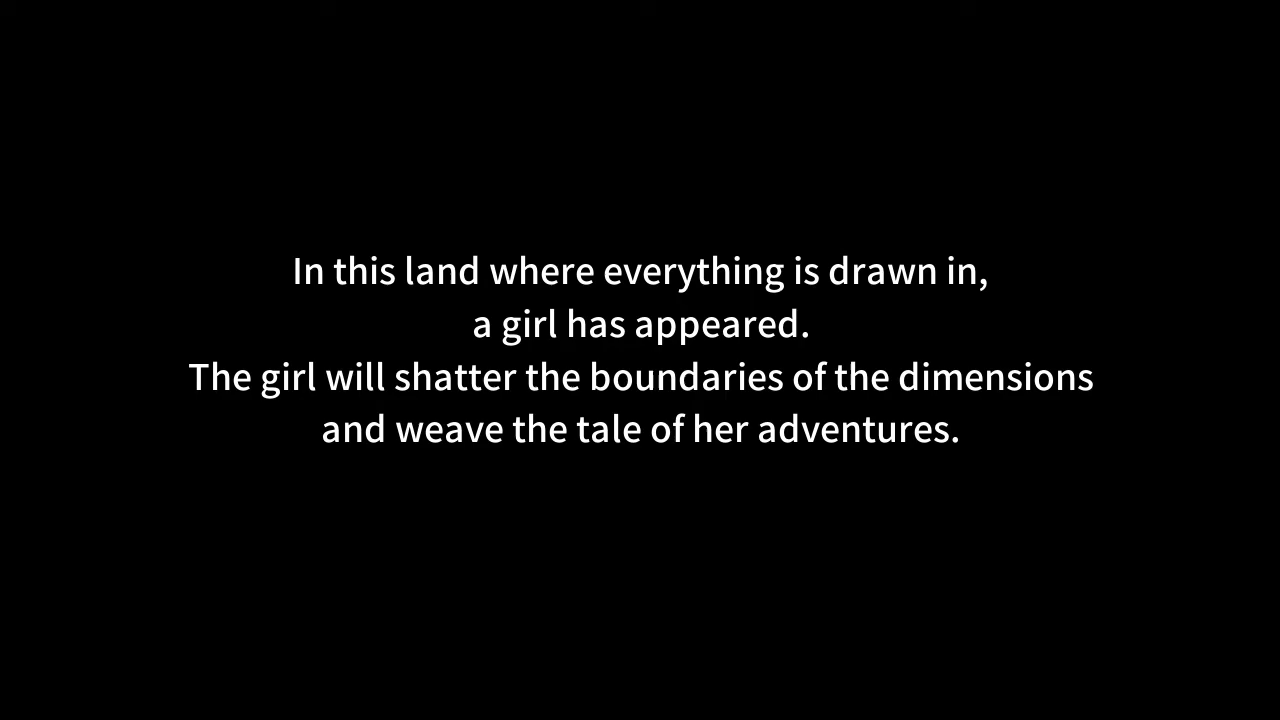 In this land where everything is drawn in,
a girl has appeared.
The girl will shatter the boundaries of the dimensions
and weave the tale of her adventures.